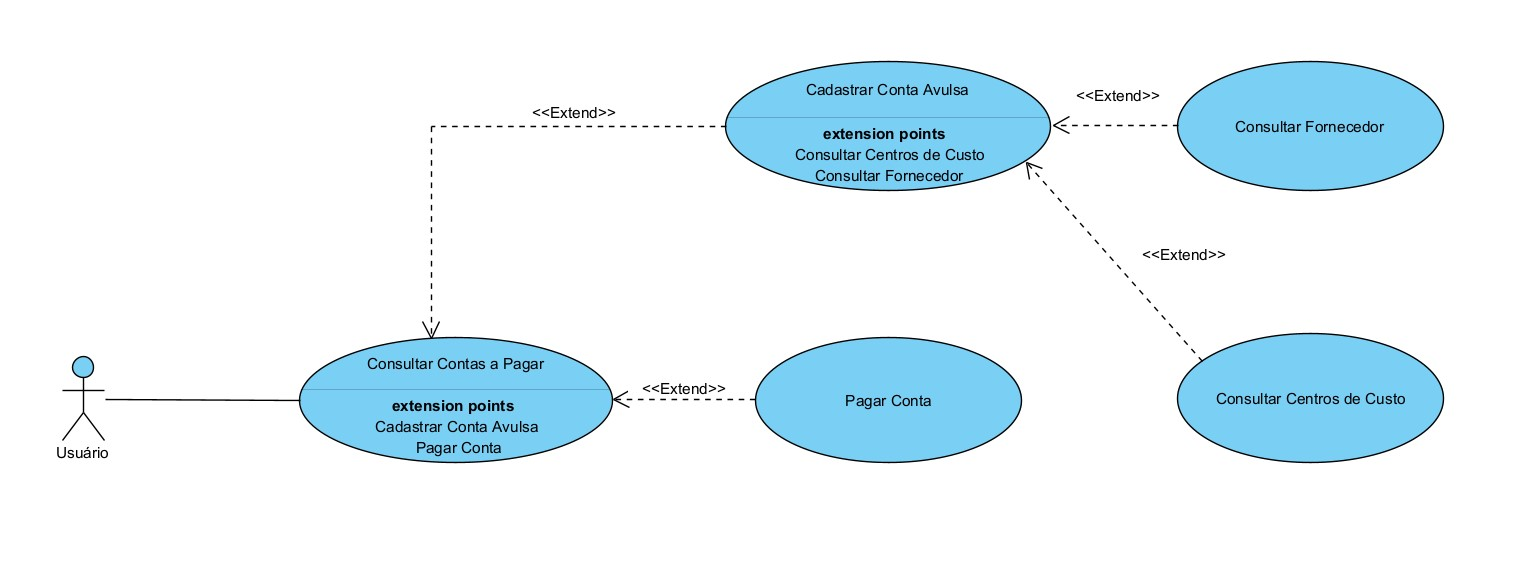 Cadastrar Conta Avulsa
extension points
Consultar Centros de Custo
Consultar Fornecedor
<<Extend>>
<<Extend>>
Consultar Fornecedor
<<Extend>>
Consultar Contas a Pagar
extension points
Cadastrar Conta Avulsa
Pagar Conta
<<Extend>>
Pagar Conta
Consultar Centros de Custo
Usuário